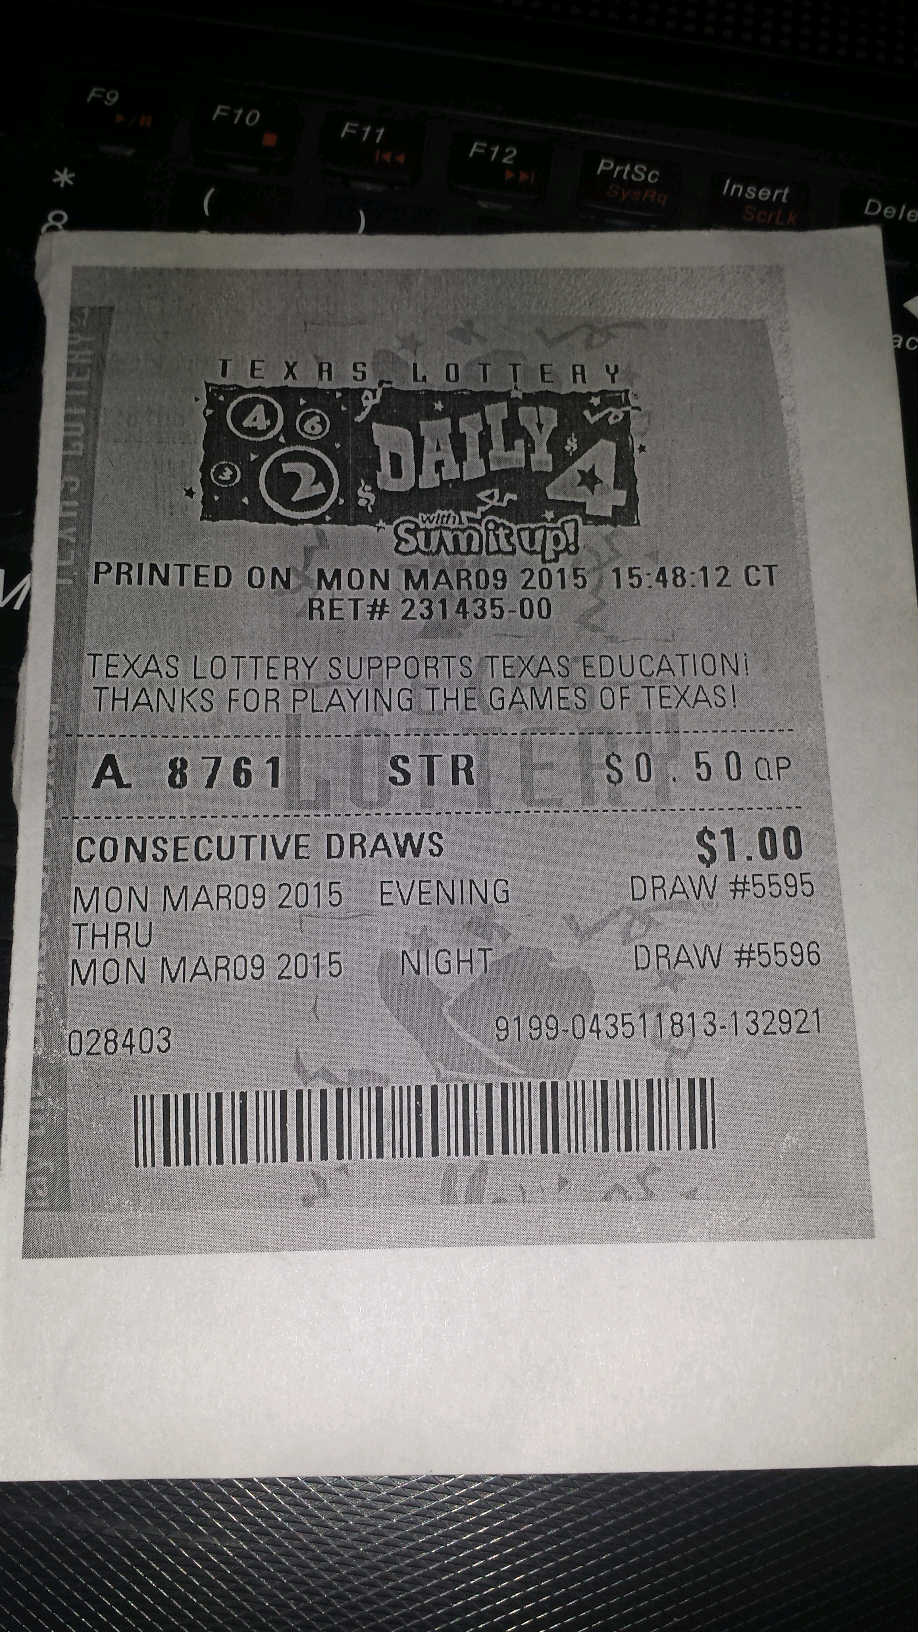 F9 F10 F11 F12 PrtSc Insert Dele
SysRq ScrLk
* ( )
8
ac
M
TEXAS LOTTERY
TEXAS LOTTERY
4 6 3 2 DAILY 4
$ $
with
Sum it up!
PRINTED ON MON MAR09 2015 15:48:12 CT
RET# 231435-00
TEXAS LOTTERY SUPPORTS TEXAS EDUCATION!
THANKS FOR PLAYING THE GAMES OF TEXAS!
LOTTERY
A 8761 STR $0.50 QP
CONSECUTIVE DRAWS $1.00
MON MAR09 2015 EVENING DRAW #5595
THRU
MON MAR09 2015 NIGHT DRAW #5596
028403 9199-043511813-132921